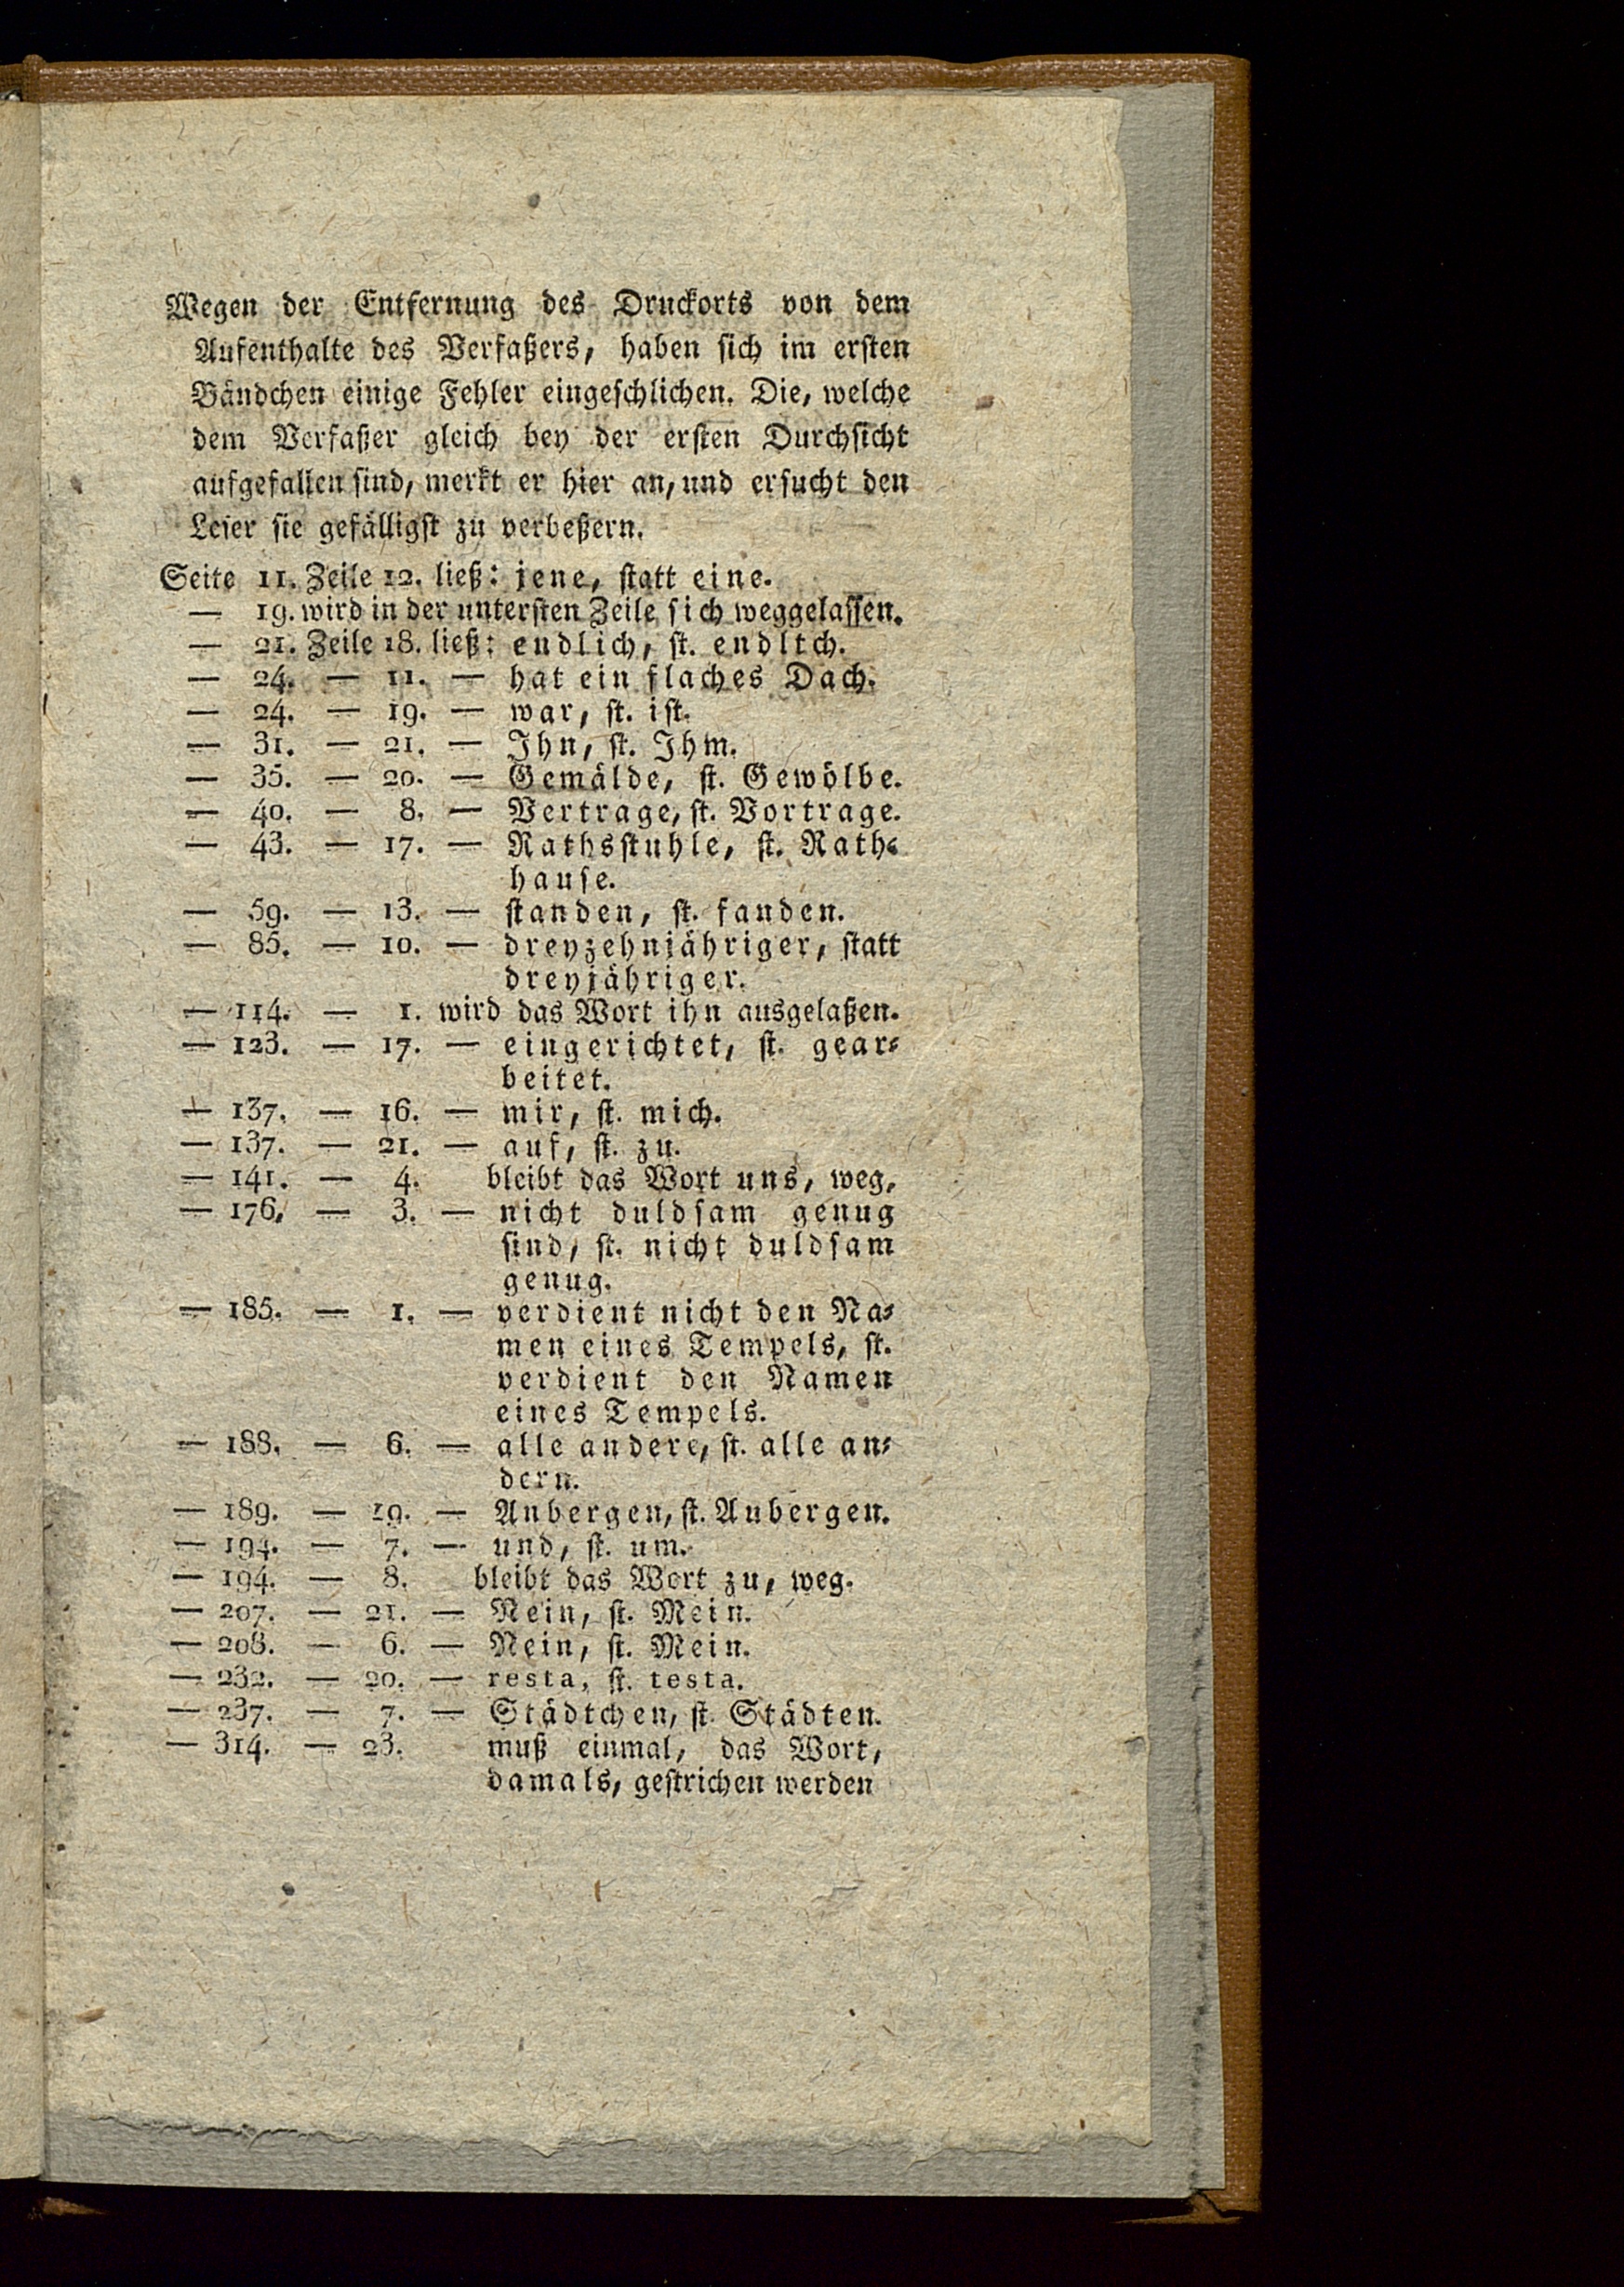 Wegen der Entfernung des Druckorts von dem
Aufenthalte des Verfaßers, haben sich im ersten
Bändchen einige Fehler eingeschlichen. Die, welche
dem Verfaßer gleich bey der ersten Durchsicht
aufgefallen sind, merkt er hier an, und ersucht den
Leser sie gefälligst zu verbeßern.
Seite 11. Zeile 12. ließ: jene, statt eine.
— 19. wird in der untersten Zeile sich weggelassen.
— 21. Zeile 18. ließ: endlich, st. endltch.
— 24. — 11. — hat ein flaches Dach.
— 24. — 19. — war, st. ist.
— 31. — 21. — Ihn, st. Ihm.
— 35. — 20. — Gemälde, st. Gewölbe.
— 40. — 8. — Vertrage, st. Vortrage.
— 43. — 17. — Rathsstuhle, st. Rath-
hause.
— 59. — 13. — standen, st. fanden.
— 85. — 10. — dreyzehnjähriger, statt
dreyjähriger.
— 114. — 1. wird das Wort ihn ausgelaßen.
— 123. — 17. — eingerichtet, st. gear-
beitet.
— 137. — 16. — mir, st. mich.
— 137. — 21. — auf, st. zu.
— 141. — 4. bleibt das Wort uns, weg,
— 176, — 3. — nicht duldsam genug
sind, st. nicht duldsam
genug.
— 185. — 1. — verdient nicht den Na-
men eines Tempels, st.
verdient den Namen
eines Tempels.
— 188. — 6. — alle andere, st. alle an-
dern.
— 189. — 19. — Anbergen, st. Aubergen.
— 194. — 7. — und, st. um.
— 194. — 8. bleibt das Wort zu, weg.
— 207. — 21. — Nein, st. Mein.
— 208. — 6. — Nein, st. Mein.
— 232. — 20. — resta, st. testa.
— 237. — 7. — Städtchen, st. Städten.
— 314. — 23. muß einmal, das Wort,
damals, gestrichen werden